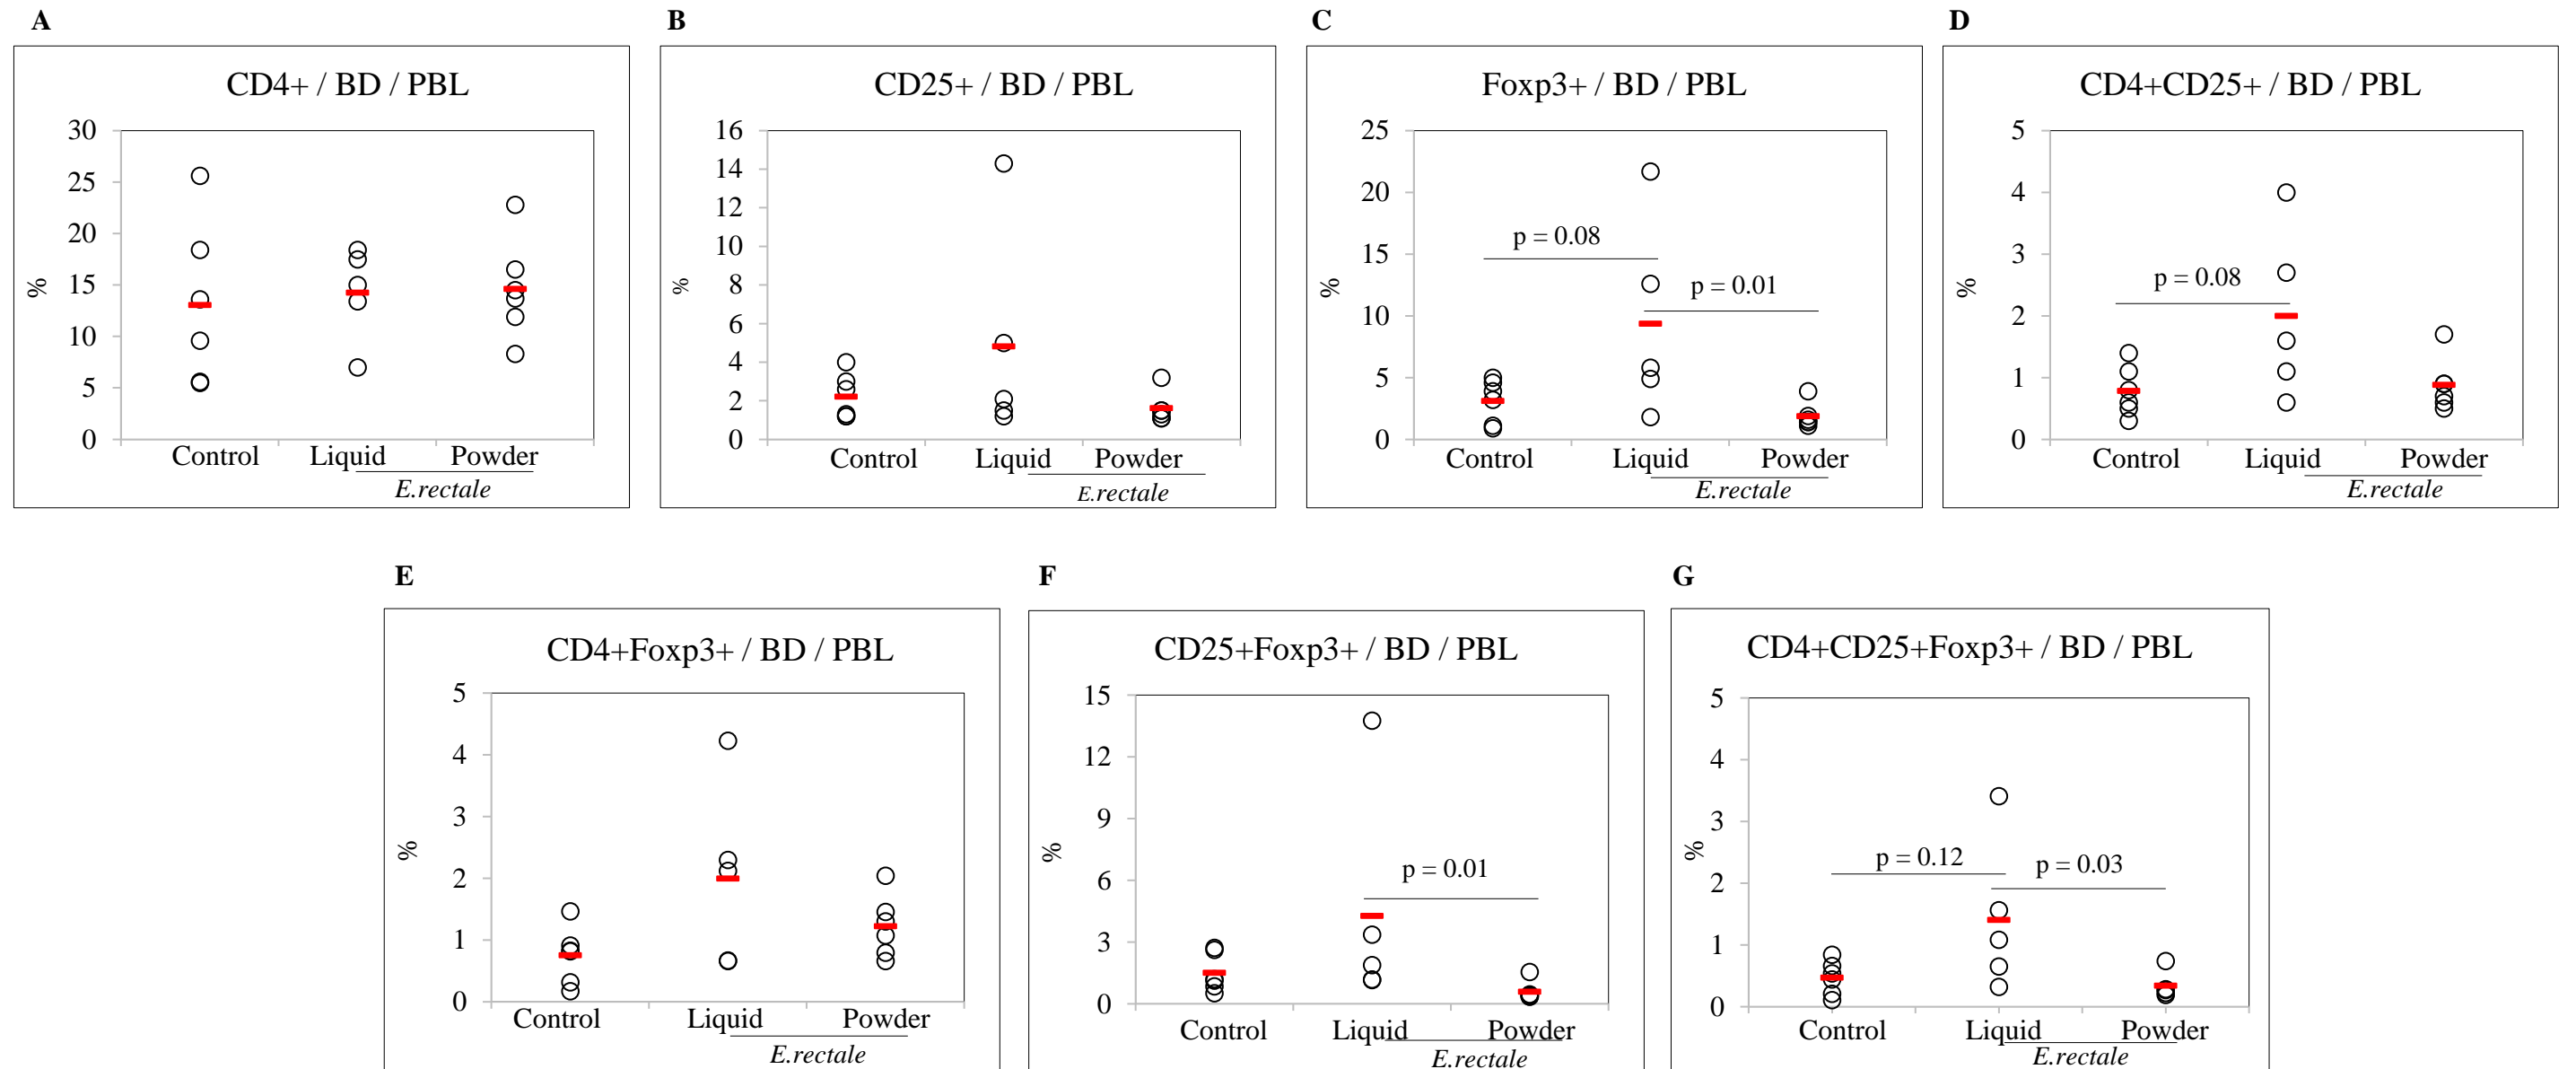 A
CD4+ / BD / PBL
30
25
20
15
10
5
0
%
Control Liquid Powder
E.rectale
B
CD25+ / BD / PBL
16
14
12
10
8
6
4
2
0
%
Control Liquid Powder
E.rectale
C
Foxp3+ / BD / PBL
25
20
15
10
5
0
%
p = 0.08
p = 0.01
Control Liquid Powder
E.rectale
D
CD4+CD25+ / BD / PBL
5
4
3
2
1
0
%
p = 0.08
Control Liquid Powder
E.rectale
E
CD4+Foxp3+ / BD / PBL
5
4
3
2
1
0
%
Control Liquid Powder
E.rectale
F
CD25+Foxp3+ / BD / PBL
15
12
9
6
3
0
%
p = 0.01
Control Liquid Powder
E.rectale
G
CD4+CD25+Foxp3+ / BD / PBL
5
4
3
2
1
0
%
p = 0.12
p = 0.03
Control Liquid Powder
E.rectale